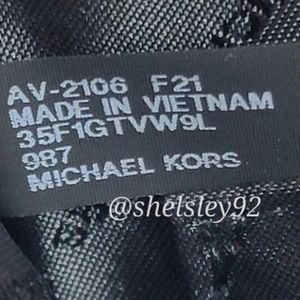 AV-2106 F21
MADE IN VIETNAM
35F1GTVW9L
987
MICHAEL KORS
@shelsley92